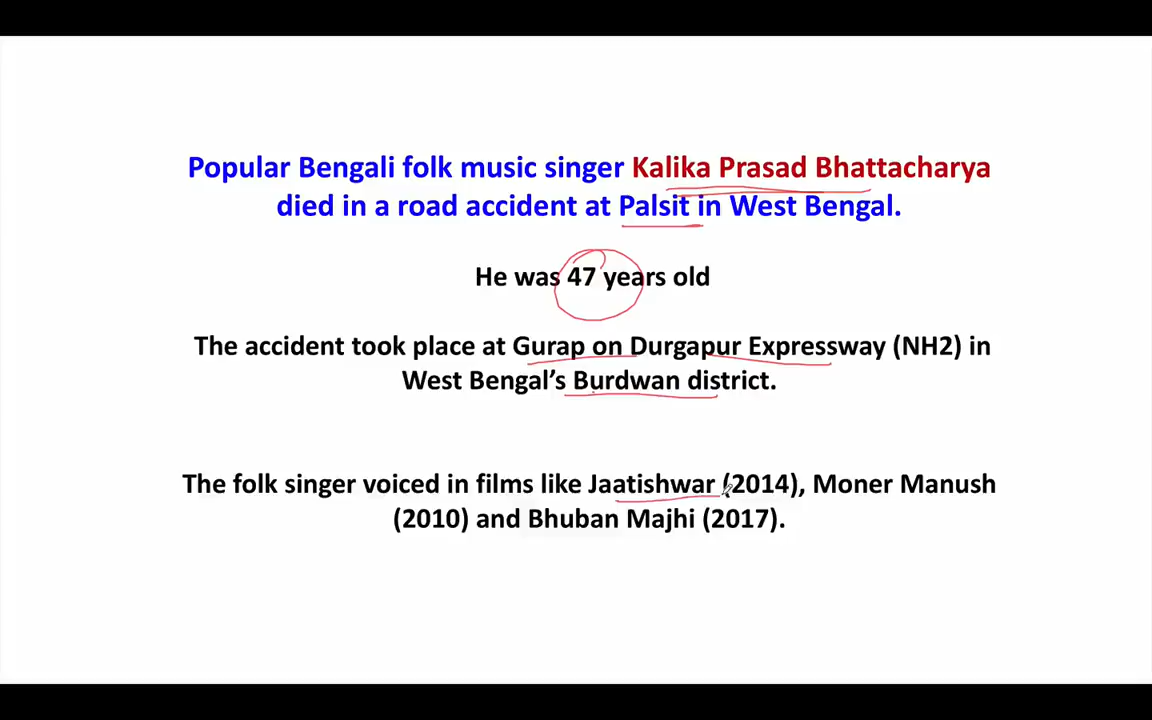 Popular Bengali folk music singer Kalika Prasad Bhattacharya
died in a road accident at Palsit in West Bengal.
He was 47 years old
The accident took place at Gurap on Durgapur Expressway (NH2) in
West Bengal’s Burdwan district.
The folk singer voiced in films like Jaatishwar (2014), Moner Manush
(2010) and Bhuban Majhi (2017).